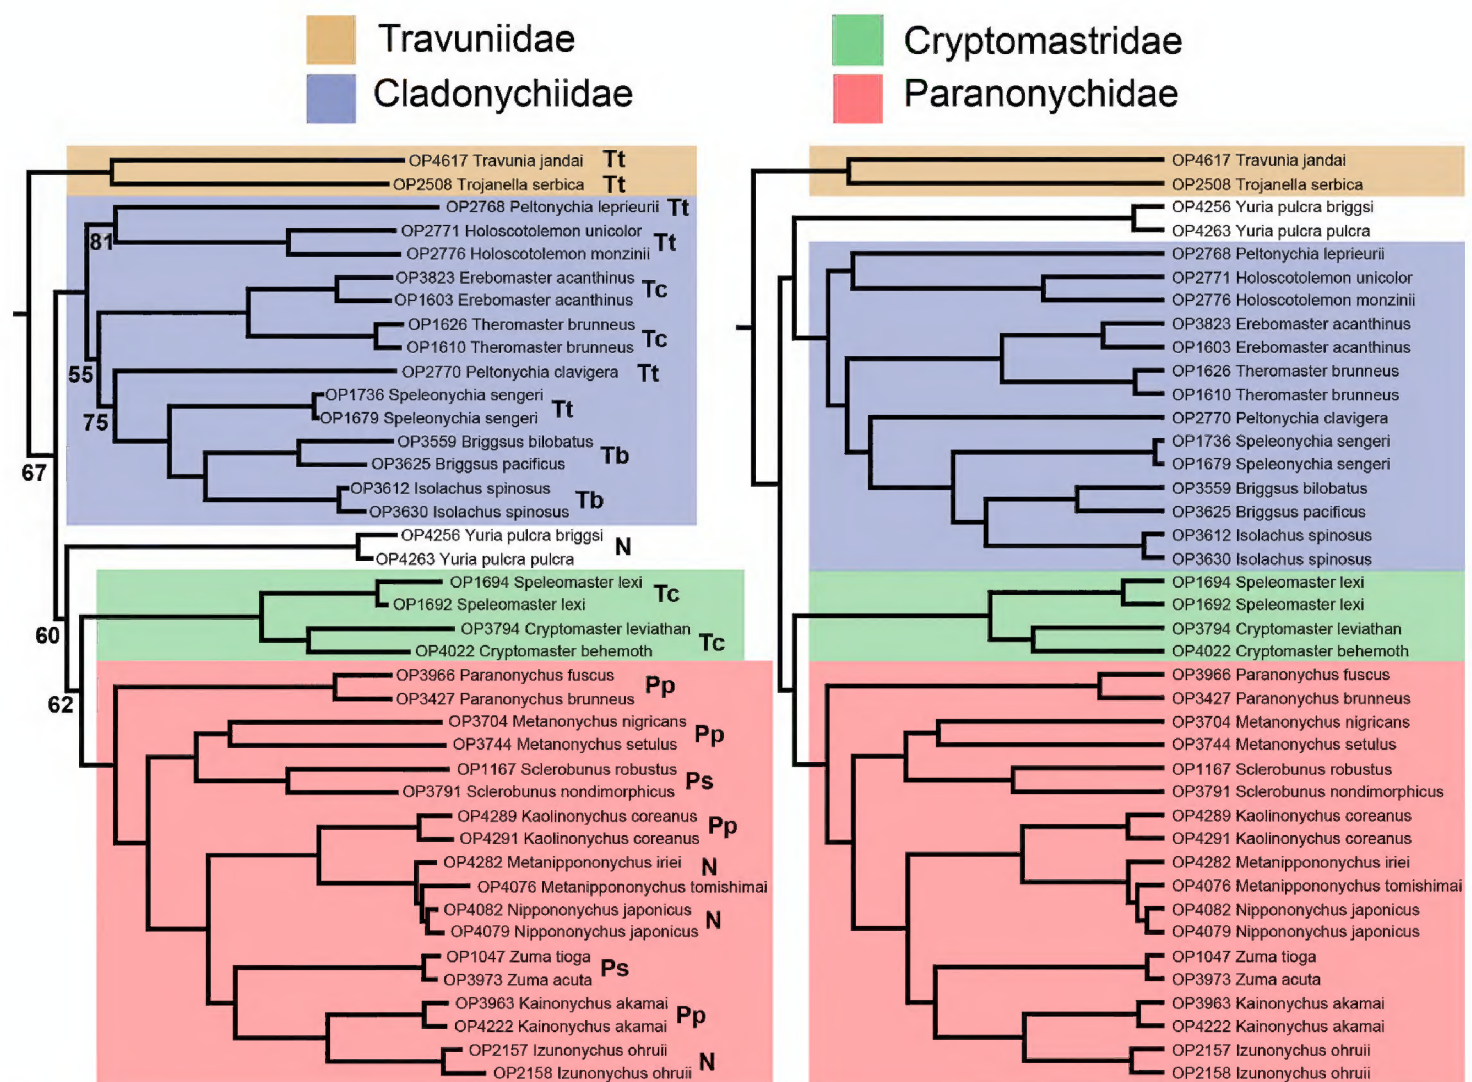 Travuniidae
Cladonychiidae
Cryptomastridae
Paranonychidae
OP4617 Travunia jandai Tt
OP2508 Trojanella serbica Tt
OP2768 Peltonychia leprieurii Tt
81
OP2771 Holoscotolemon unicolor
Tt
OP2776 Holoscotolemon monzinii
OP3823 Erebomaster acanthinus
Tc
OP1603 Erebomaster acanthinus
OP1626 Theromaster brunneus
Tc
OP1610 Theromaster brunneus
55
OP2770 Peltonychia clavigera Tt
OP1736 Speleonychia sengeri
Tt
75
OP1679 Speleonychia sengeri
OP3559 Briggsus bilobatus
Tb
67
OP3625 Briggsus pacificus
OP3612 Isolachus spinosus
Tb
OP3630 Isolachus spinosus
OP4256 Yuria pulcra briggsi
N
OP4263 Yuria pulcra pulcra
OP1694 Speleomaster lexi
Tc
OP1692 Speleomaster lexi
60
OP3794 Cryptomaster leviathan
Tc
OP4022 Cryptomaster behemoth
OP3966 Paranonychus fuscus
Pp
62
OP3427 Paranonychus brunneus
OP3704 Metanonychus nigricans
Pp
OP3744 Metanonychus setulus
OP1167 Sclerobunus robustus
Ps
OP3791 Sclerobunus nondimorphicus
OP4289 Kaolinonychus coreanus
Pp
OP4291 Kaolinonychus coreanus
OP4282 Metanippononychus iriei N
OP4076 Metanippononychus tomishimai
OP4082 Nippononychus japonicus
N
OP4079 Nippononychus japonicus
OP1047 Zuma tioga
Ps
OP3973 Zuma acuta
OP3963 Kainonychus akamai
Pp
OP4222 Kainonychus akamai
OP2157 Izunonychus ohruii
N
OP2158 Izunonychus ohruii
OP4617 Travunia jandai
OP2508 Trojanella serbica
OP4256 Yuria pulcra briggsi
OP4263 Yuria pulcra pulcra
OP2768 Peltonychia leprieurii
OP2771 Holoscotolemon unicolor
OP2776 Holoscotolemon monzinii
OP3823 Erebomaster acanthinus
OP1603 Erebomaster acanthinus
OP1626 Theromaster brunneus
OP1610 Theromaster brunneus
OP2770 Peltonychia clavigera
OP1736 Speleonychia sengeri
OP1679 Speleonychia sengeri
OP3559 Briggsus bilobatus
OP3625 Briggsus pacificus
OP3612 Isolachus spinosus
OP3630 Isolachus spinosus
OP1694 Speleomaster lexi
OP1692 Speleomaster lexi
OP3794 Cryptomaster leviathan
OP4022 Cryptomaster behemoth
OP3966 Paranonychus fuscus
OP3427 Paranonychus brunneus
OP3704 Metanonychus nigricans
OP3744 Metanonychus setulus
OP1167 Sclerobunus robustus
OP3791 Sclerobunus nondimorphicus
OP4289 Kaolinonychus coreanus
OP4291 Kaolinonychus coreanus
OP4282 Metanippononychus iriei
OP4076 Metanippononychus tomishimai
OP4082 Nippononychus japonicus
OP4079 Nippononychus japonicus
OP1047 Zuma tioga
OP3973 Zuma acuta
OP3963 Kainonychus akamai
OP4222 Kainonychus akamai
OP2157 Izunonychus ohruii
OP2158 Izunonychus ohruii